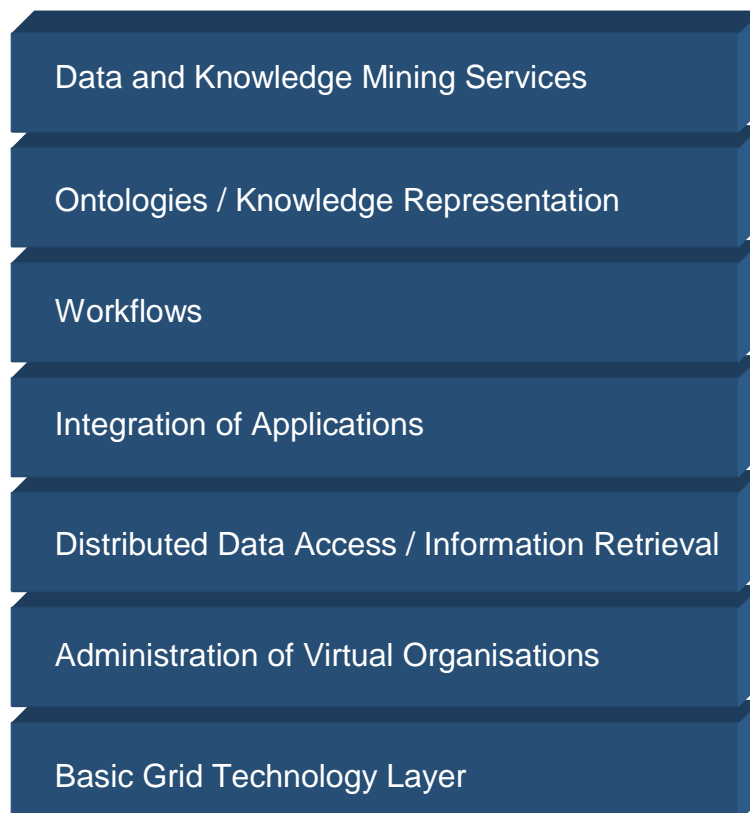 Data and Knowledge Mining Services
Ontologies / Knowledge Representation
Workflows
Integration of Applications
Distributed Data Access / Information Retrieval
Administration of Virtual Organisations
Basic Grid Technology Layer